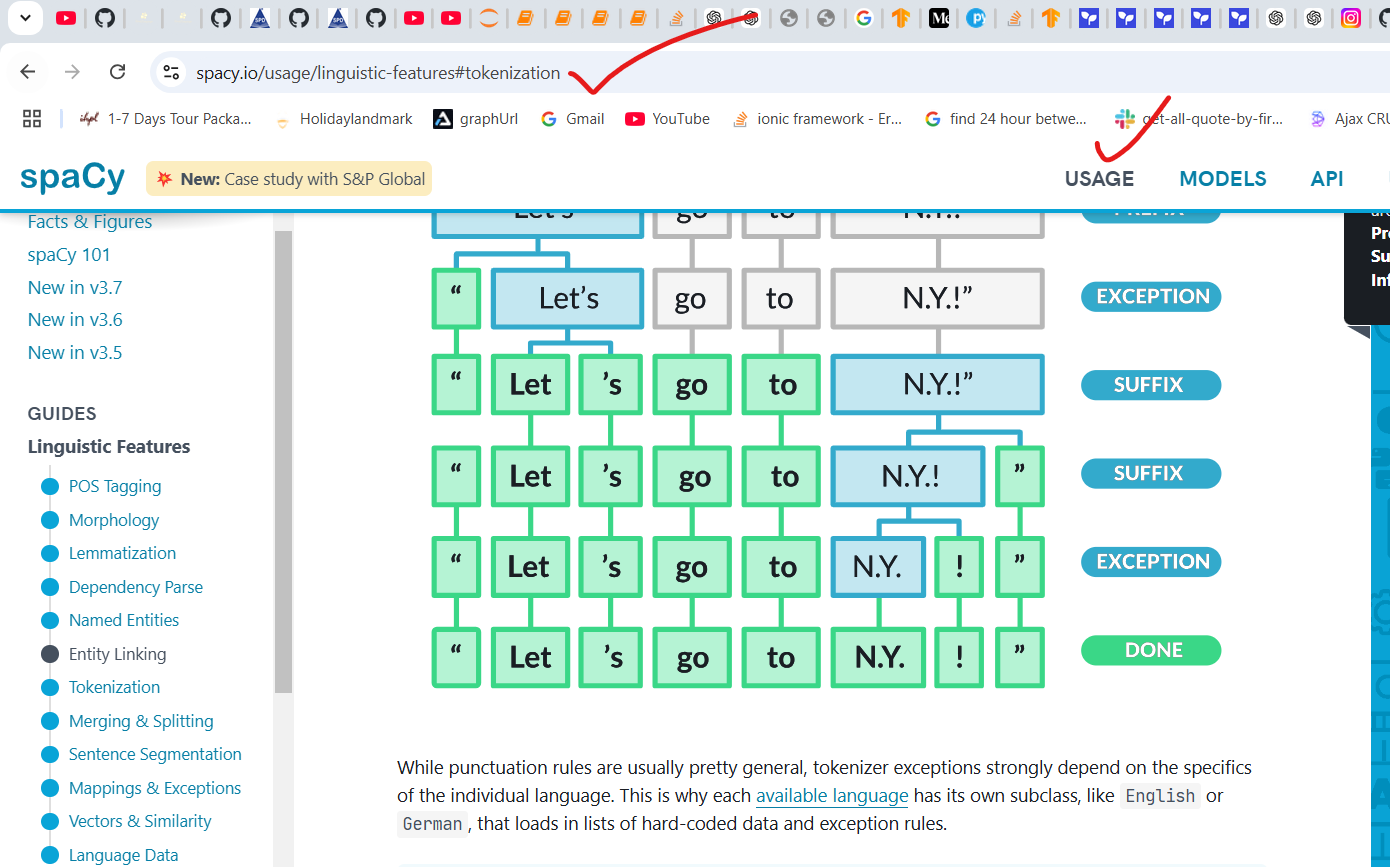 spacy.io/usage/linguistic-features#tokenization
1-7 Days Tour Packa... Holidaylandmark graphUrl Gmail YouTube ionic framework - Er... find 24 hour betwe... get-all-quote-by-fir... Ajax CRU
spaCy New: Case study with S&P Global USAGE MODELS API
Facts & Figures
spaCy 101
New in v3.7
New in v3.6
New in v3.5
GUIDES
Linguistic Features
POS Tagging
Morphology
Lemmatization
Dependency Parse
Named Entities
Entity Linking
Tokenization
Merging & Splitting
Sentence Segmentation
Mappings & Exceptions
Vectors & Similarity
Language Data
Let’s go to N.Y.!” PREFIX
“ Let’s go to N.Y.!” EXCEPTION
“ Let ’s go to N.Y.!” SUFFIX
“ Let ’s go to N.Y.! ” SUFFIX
“ Let ’s go to N.Y. ! ” EXCEPTION
“ Let ’s go to N.Y. ! ” DONE
While punctuation rules are usually pretty general, tokenizer exceptions strongly depend on the specifics
of the individual language. This is why each available language has its own subclass, like English or
German, that loads in lists of hard-coded data and exception rules.
Pr
Su
Inf